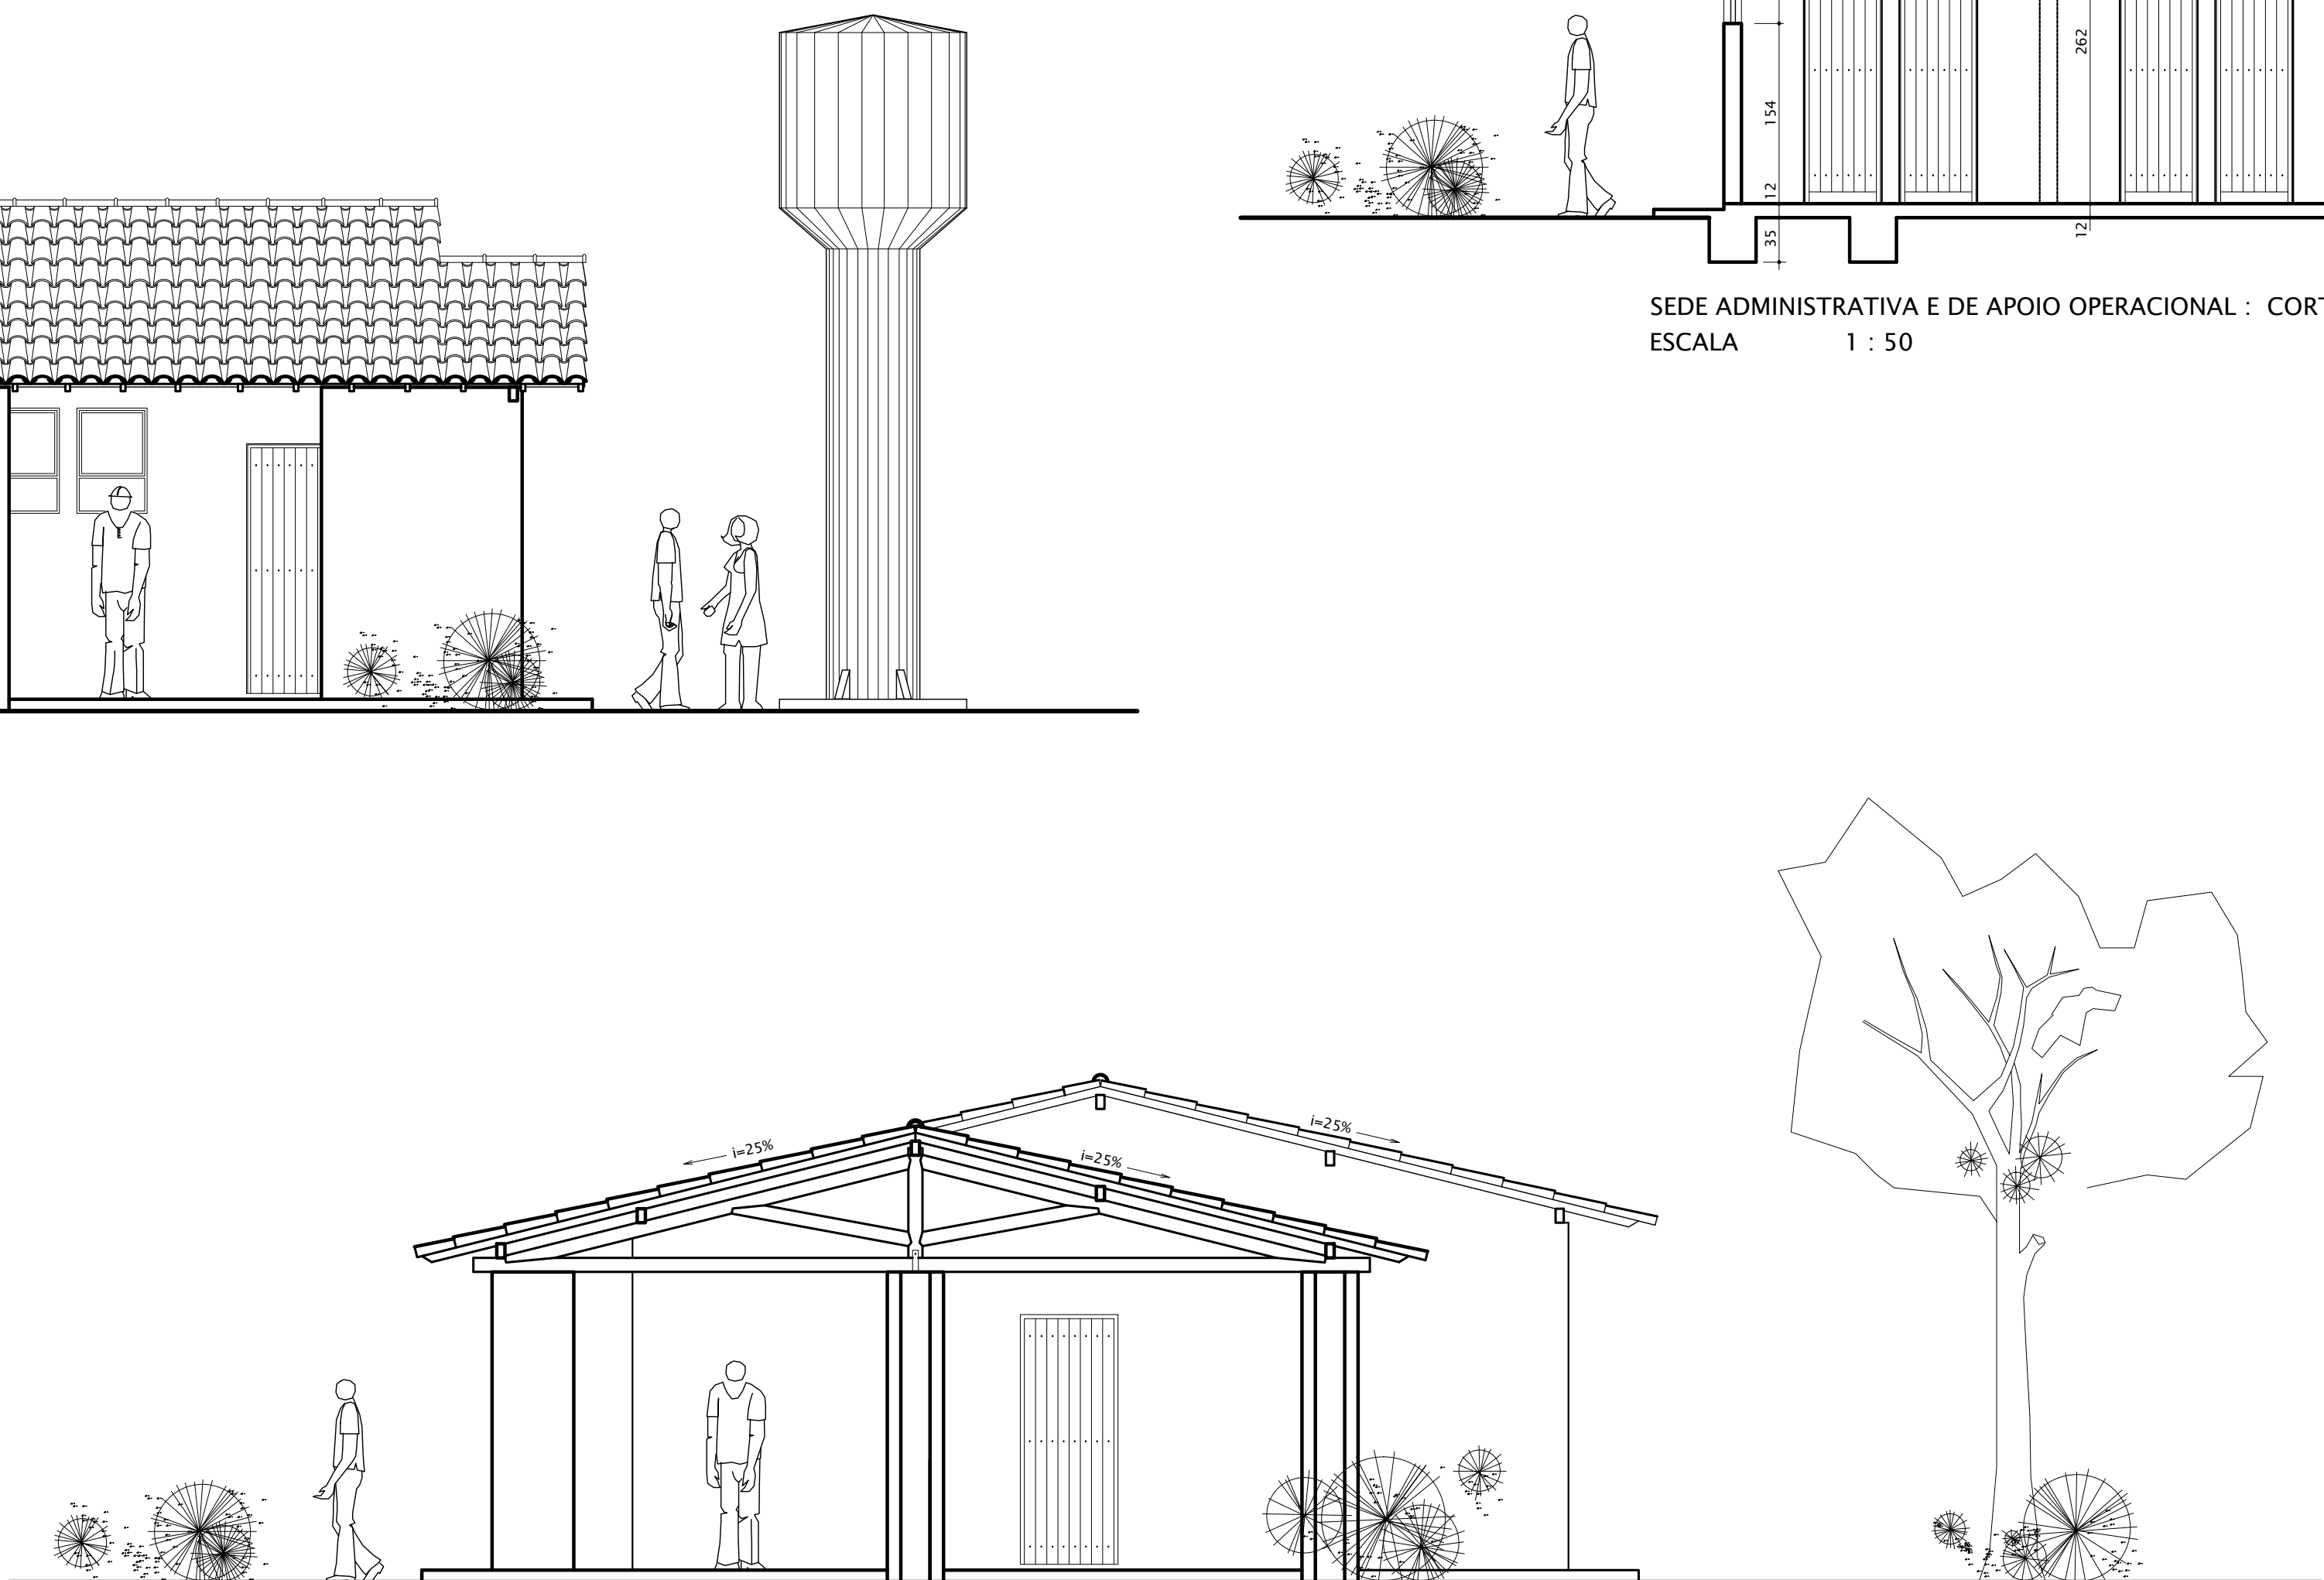 262
154
12
35
12
SEDE ADMINISTRATIVA E DE APOIO OPERACIONAL : CORT
ESCALA 1 : 50
i=25%
i=25%
i=25%